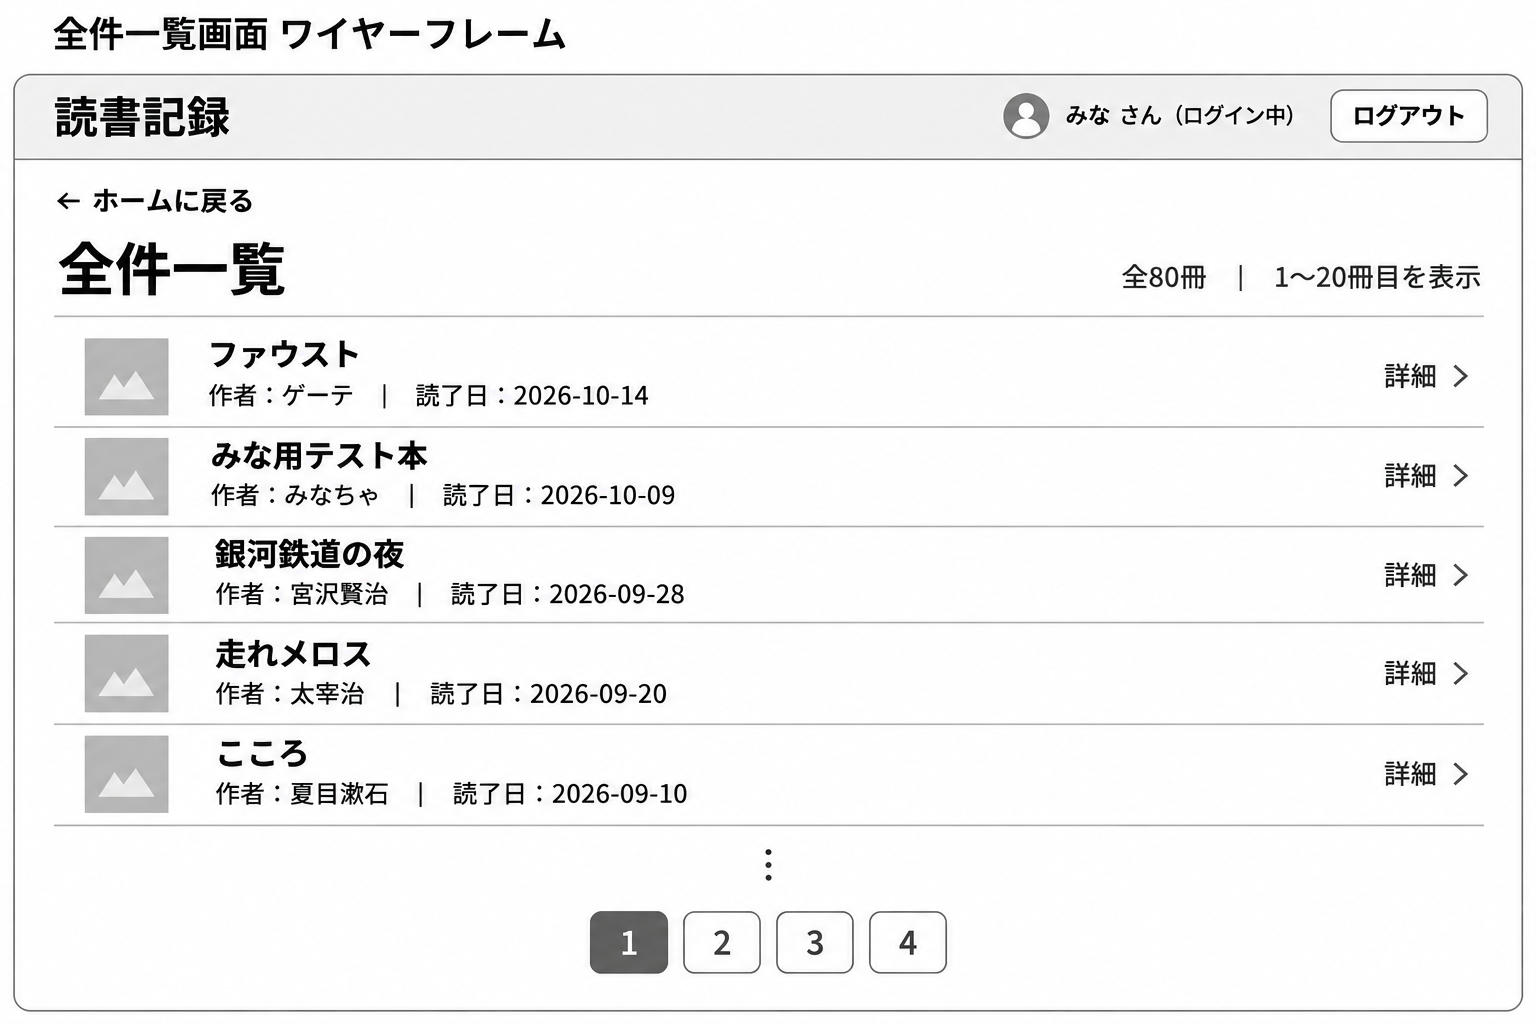 全件一覧画面 ワイヤーフレーム
読書記録
みな さん（ログイン中）
ログアウト
← ホームに戻る
全件一覧
全80冊 | 1〜20冊目を表示
ファウスト
作者：ゲーテ | 読了日：2026-10-14
詳細 >
みな用テスト本
作者：みなちゃ | 読了日：2026-10-09
詳細 >
銀河鉄道の夜
作者：宮沢賢治 | 読了日：2026-09-28
詳細 >
走れメロス
作者：太宰治 | 読了日：2026-09-20
詳細 >
こころ
作者：夏目漱石 | 読了日：2026-09-10
詳細 >
⋮
1 2 3 4